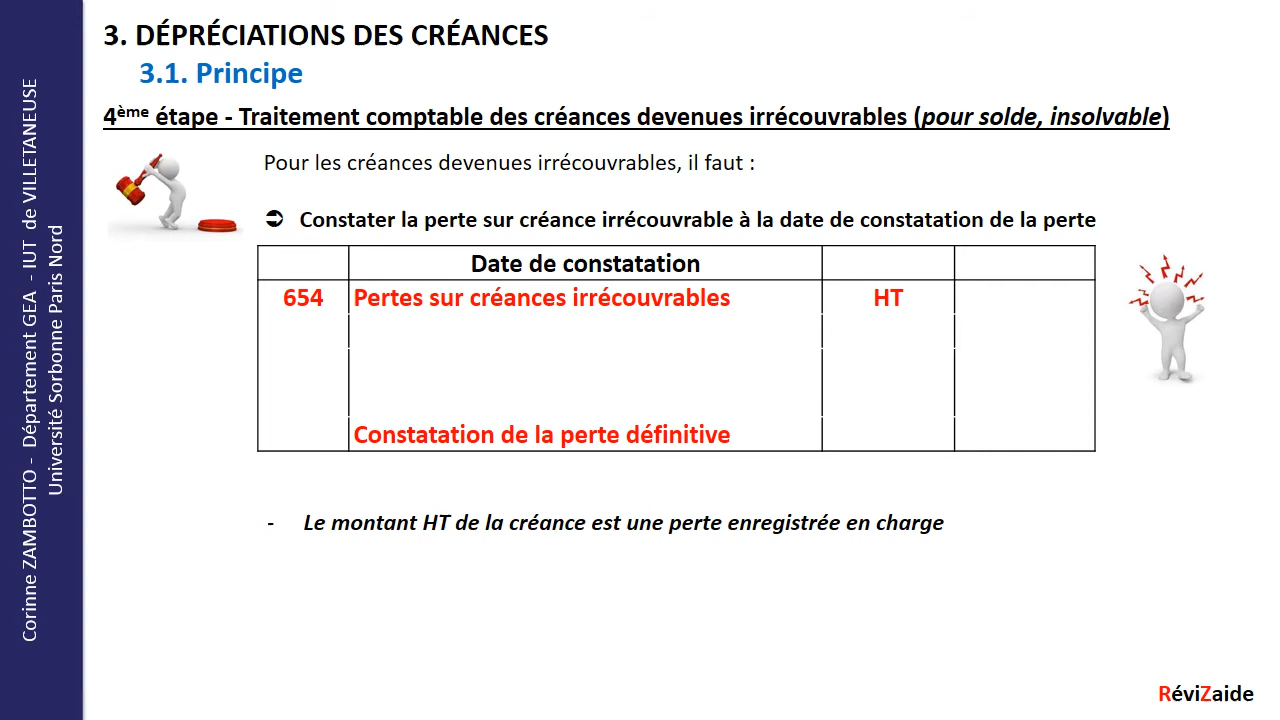 3. DÉPRÉCIATIONS DES CRÉANCES
3.1. Principe
4ème étape - Traitement comptable des créances devenues irrécouvrables (pour solde, insolvable)
Pour les créances devenues irrécouvrables, il faut :
➲ Constater la perte sur créance irrécouvrable à la date de constatation de la perte
Date de constatation
654 Pertes sur créances irrécouvrables HT
Constatation de la perte définitive
- Le montant HT de la créance est une perte enregistrée en charge
Corinne ZAMBOTTO - Département GEA - IUT de VILLETANEUSE
Université Sorbonne Paris Nord
RéviZaide